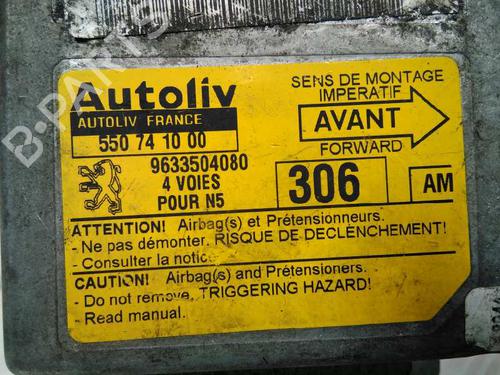 Autoliv
AUTOLIV FRANCE
550 74 10 00
9633504080
4 VOIES
POUR N5
SENS DE MONTAGE
IMPERATIF
AVANT
FORWARD
306
AM
ATTENTION! Airbag(s) et Prétensionneurs.
- Ne pas démonter. RISQUE DE DECLENCHEMENT!
- Consulter la notice
CAUTION! Airbag(s) and Prétensioners.
- Do not remove, TRIGGERING HAZARD!
- Read manual.
B-PARTS